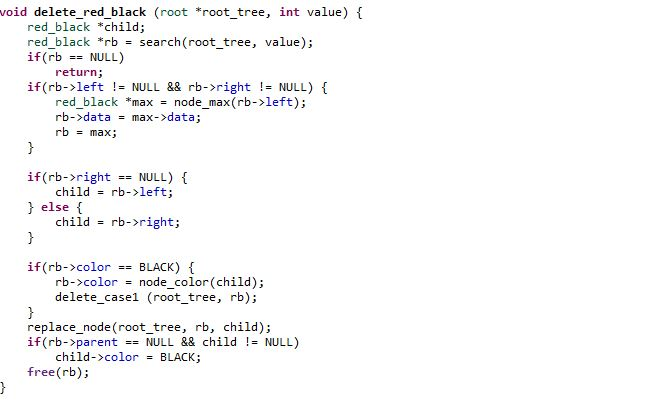 void delete_red_black (root *root_tree, int value) {
    red_black *child;
    red_black *rb = search(root_tree, value);
    if(rb == NULL)
        return;
    if(rb->left != NULL && rb->right != NULL) {
        red_black *max = node_max(rb->left);
        rb->data = max->data;
        rb = max;
    }

    if(rb->right == NULL) {
        child = rb->left;
    } else {
        child = rb->right;
    }

    if(rb->color == BLACK) {
        rb->color = node_color(child);
        delete_case1 (root_tree, rb);
    }
    replace_node(root_tree, rb, child);
    if(rb->parent == NULL && child != NULL)
        child->color = BLACK;
    free(rb);
}